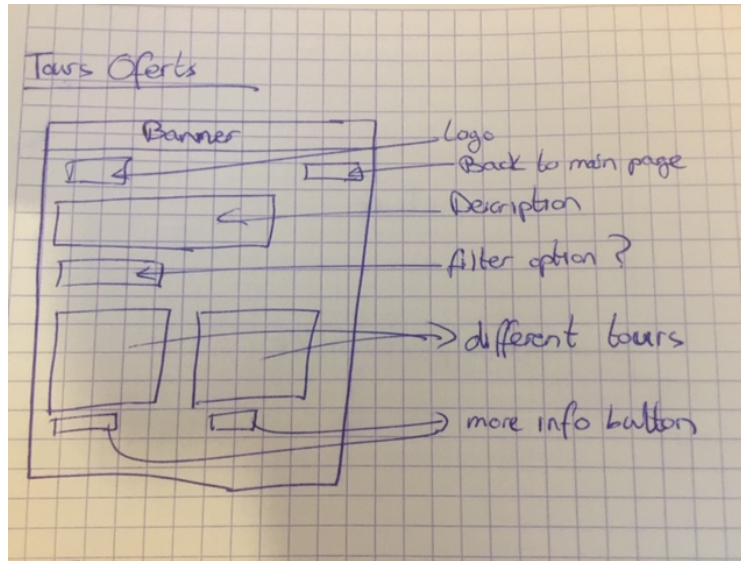 Tours Oferts
Banner
Logo
Back to main page
Description
filter option ?
different tours
more info button